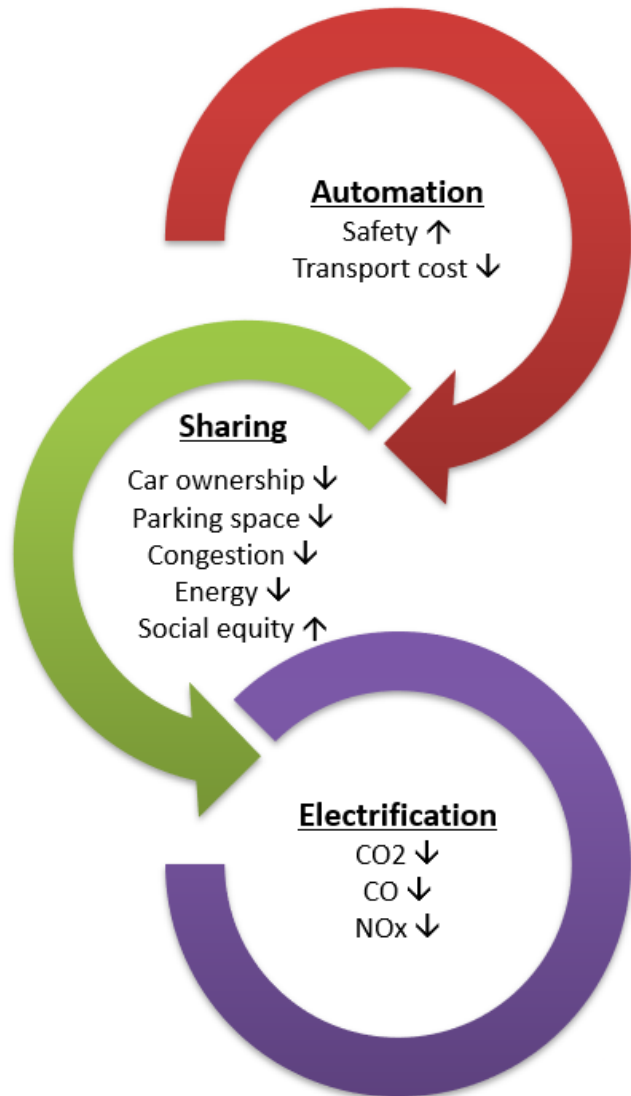 Automation
Safety ↑
Transport cost ↓
Sharing
Car ownership ↓
Parking space ↓
Congestion ↓
Energy ↓
Social equity ↑
Electrification
CO2 ↓
CO ↓
NOx ↓